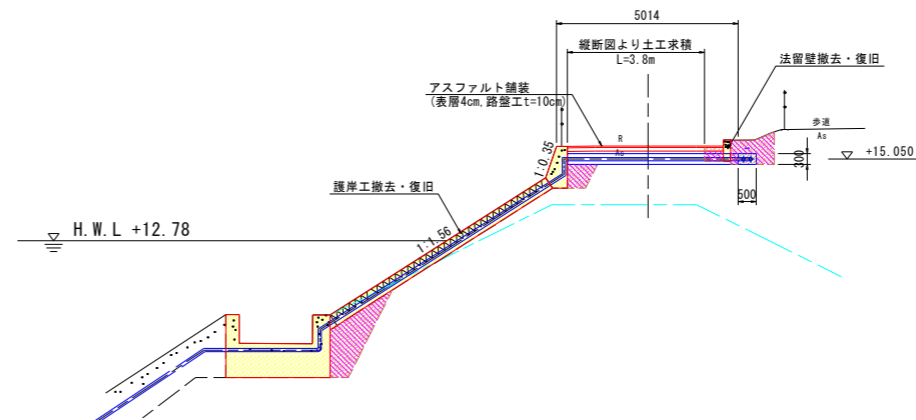 5014
縦断図より土工求積
L=3.8m
法留壁撤去・復旧
アスファルト舗装
(表層4cm,路盤工t=10cm)
歩道
As
R
As
+15.050
300
500
1:0.35
護岸工撤去・復旧
1:1.56
H.W.L +12.78